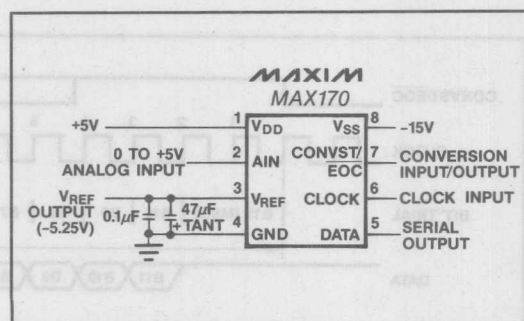 MAXIM
MAX170
+5V 1 VDD VSS 8 -15V
0 TO +5V
ANALOG INPUT 2 AIN CONVST/EOC 7 CONVERSION
INPUT/OUTPUT
VREF
OUTPUT
(-5.25V)
0.1µF
47µF
+TANT
3 VREF CLOCK 6 CLOCK INPUT
4 GND DATA 5 SERIAL
OUTPUT